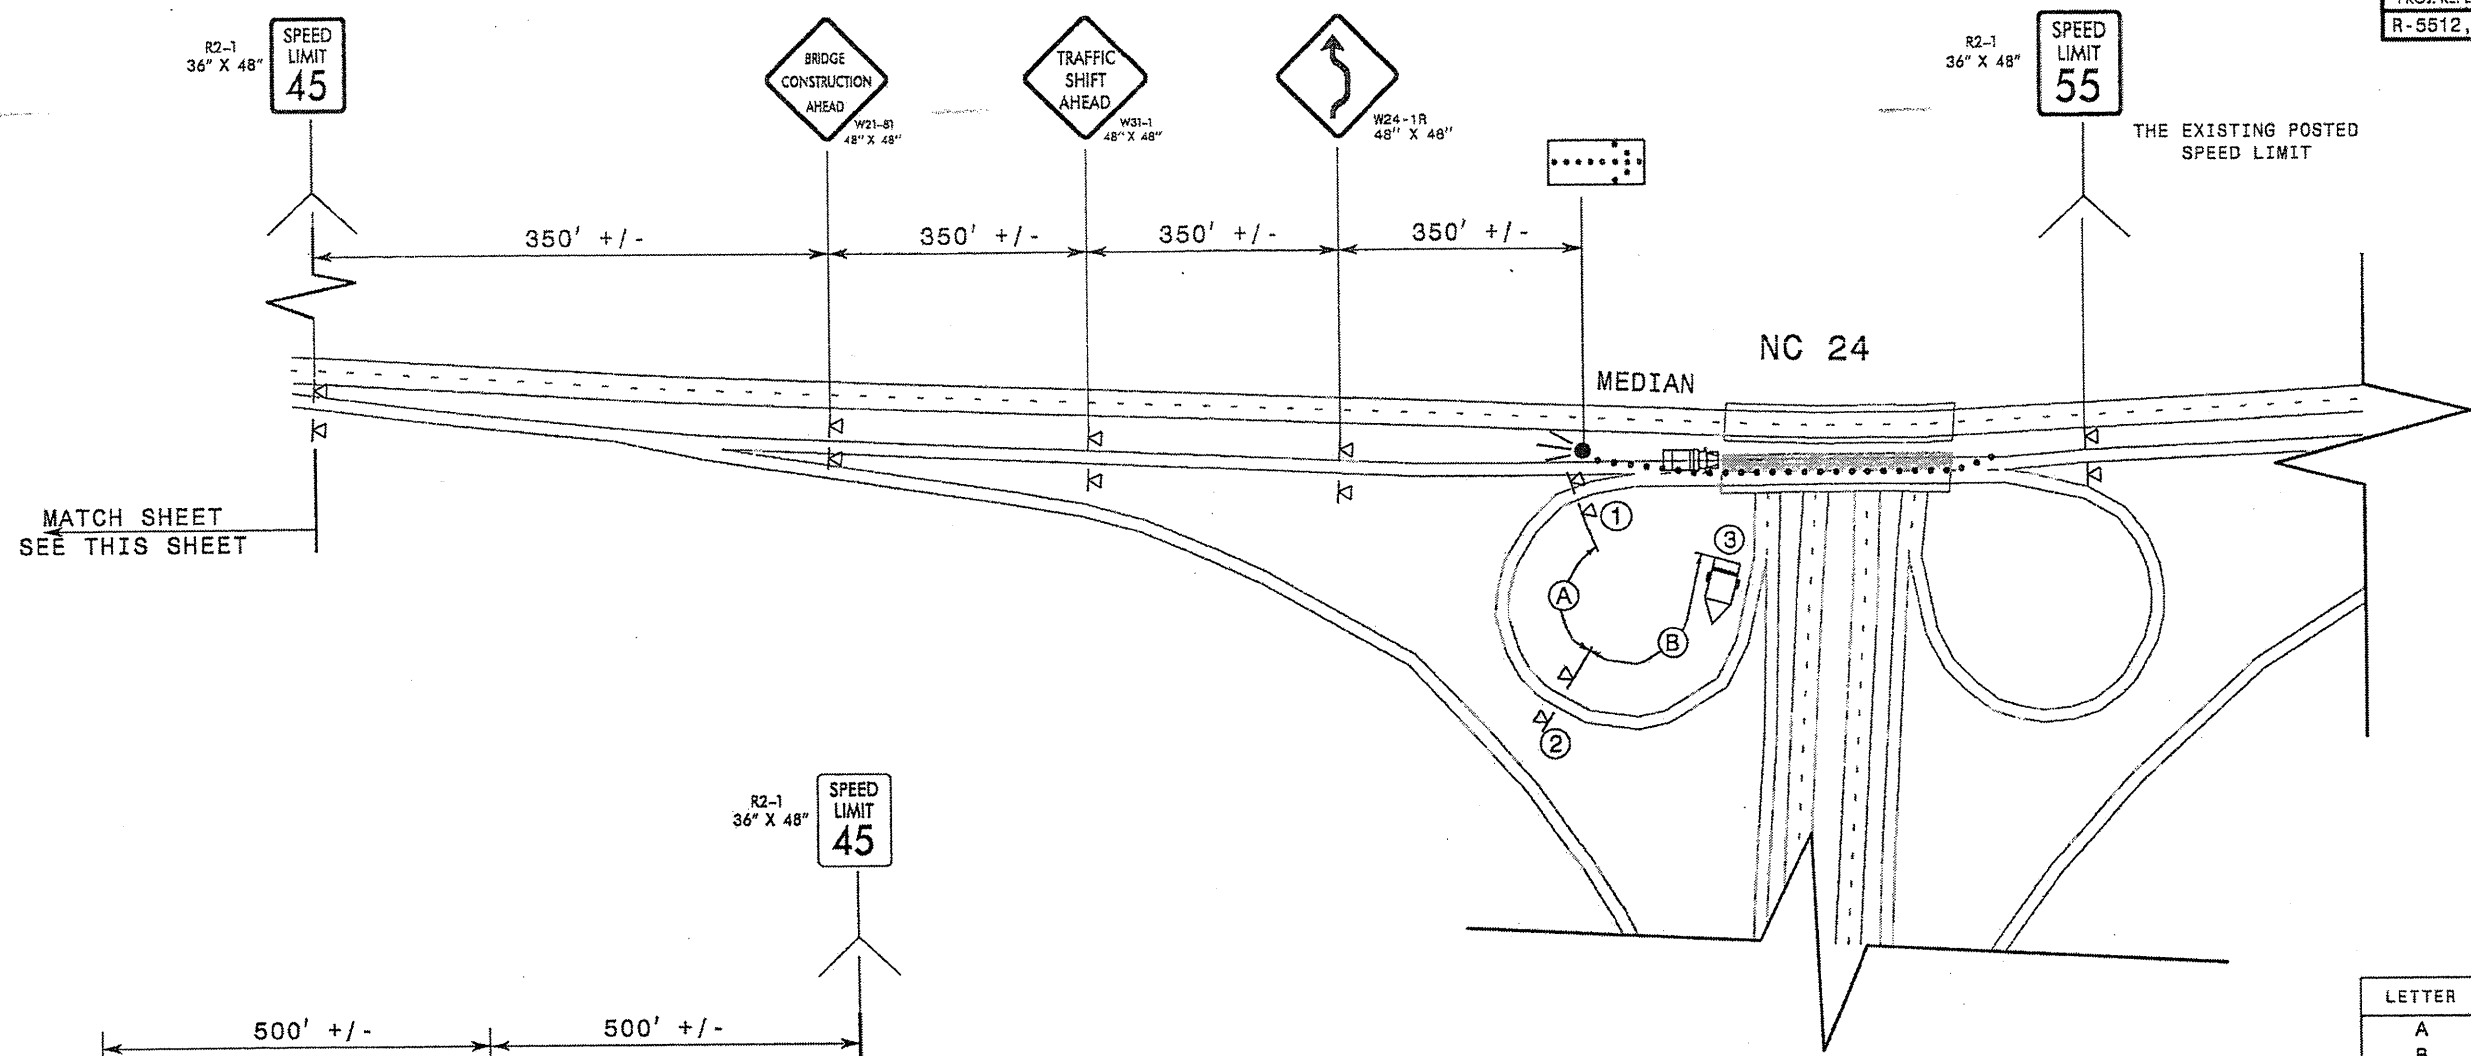 R-5512,
R2-1
36" X 48"
SPEED
LIMIT
45
BRIDGE
CONSTRUCTION
AHEAD
W21-81
48" X 48"
TRAFFIC
SHIFT
AHEAD
W31-1
48" X 48"
W24-1R
48" X 48"
R2-1
36" X 48"
SPEED
LIMIT
55
THE EXISTING POSTED
SPEED LIMIT
350' +/-
350' +/-
350' +/-
350' +/-
NC 24
MEDIAN
MATCH SHEET
SEE THIS SHEET
1
3
A
B
2
R2-1
36" X 48"
SPEED
LIMIT
45
500' +/-
500' +/-
LETTER
A